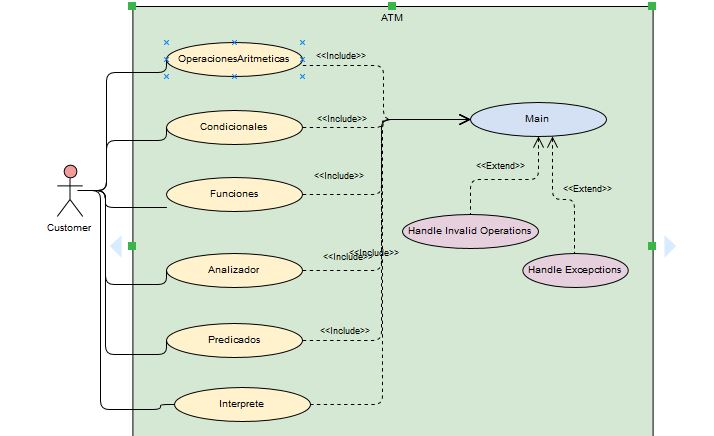 ATM
OperacionesAritmeticas
<<Include>>
Condicionales
<<Include>>
Main
Funciones
<<Include>>
<<Extend>>
<<Extend>>
Customer
Handle Invalid Operations
Analizador
<<Include>>
<<Include>>
Handle Excepctions
Predicados
<<Include>>
Interprete